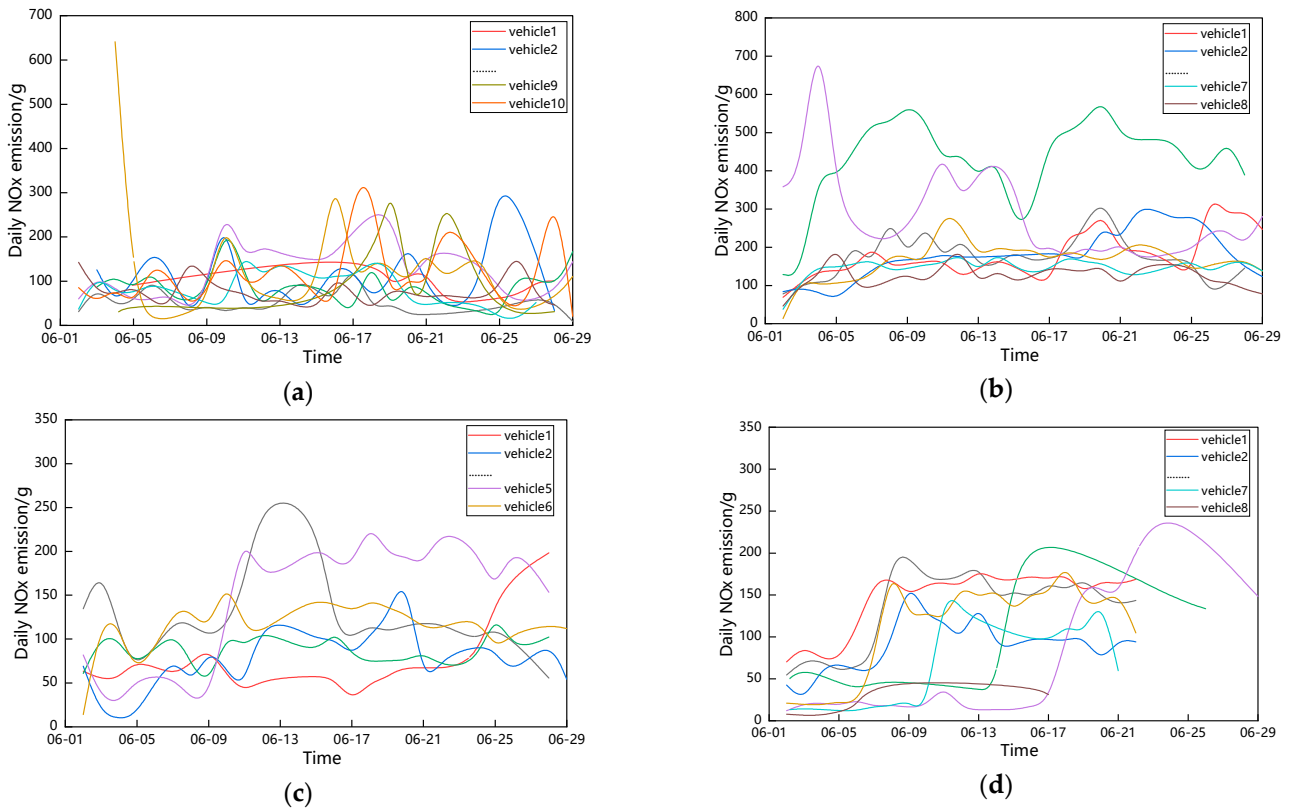 700
600
500
400
300
200
100
0
Daily NOx emission/g
vehicle1
vehicle2
........
vehicle9
vehicle10
06-01 06-05 06-09 06-13 06-17 06-21 06-25 06-29
Time
(a)
800
700
600
500
400
300
200
100
0
Daily NOx emission/g
vehicle1
vehicle2
........
vehicle7
vehicle8
06-01 06-05 06-09 06-13 06-17 06-21 06-25 06-29
Time
(b)
350
300
250
200
150
100
50
0
Daily NOx emission/g
vehicle1
vehicle2
........
vehicle5
vehicle6
06-01 06-05 06-09 06-13 06-17 06-21 06-25 06-29
Time
(c)
350
300
250
200
150
100
50
0
Daily NOx emission/g
vehicle1
vehicle2
........
vehicle7
vehicle8
06-01 06-05 06-09 06-13 06-17 06-21 06-25 06-29
Time
(d)